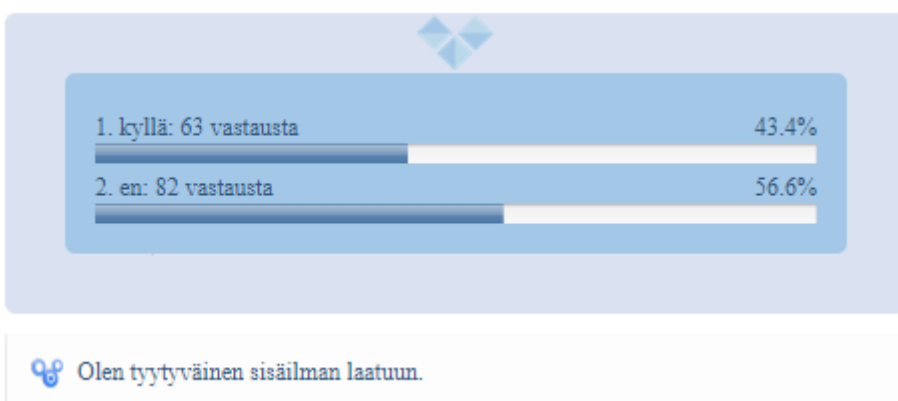 1. kyllä: 63 vastausta 43.4%
2. en: 82 vastausta 56.6%
Olen tyytyväinen sisäilman laatuun.